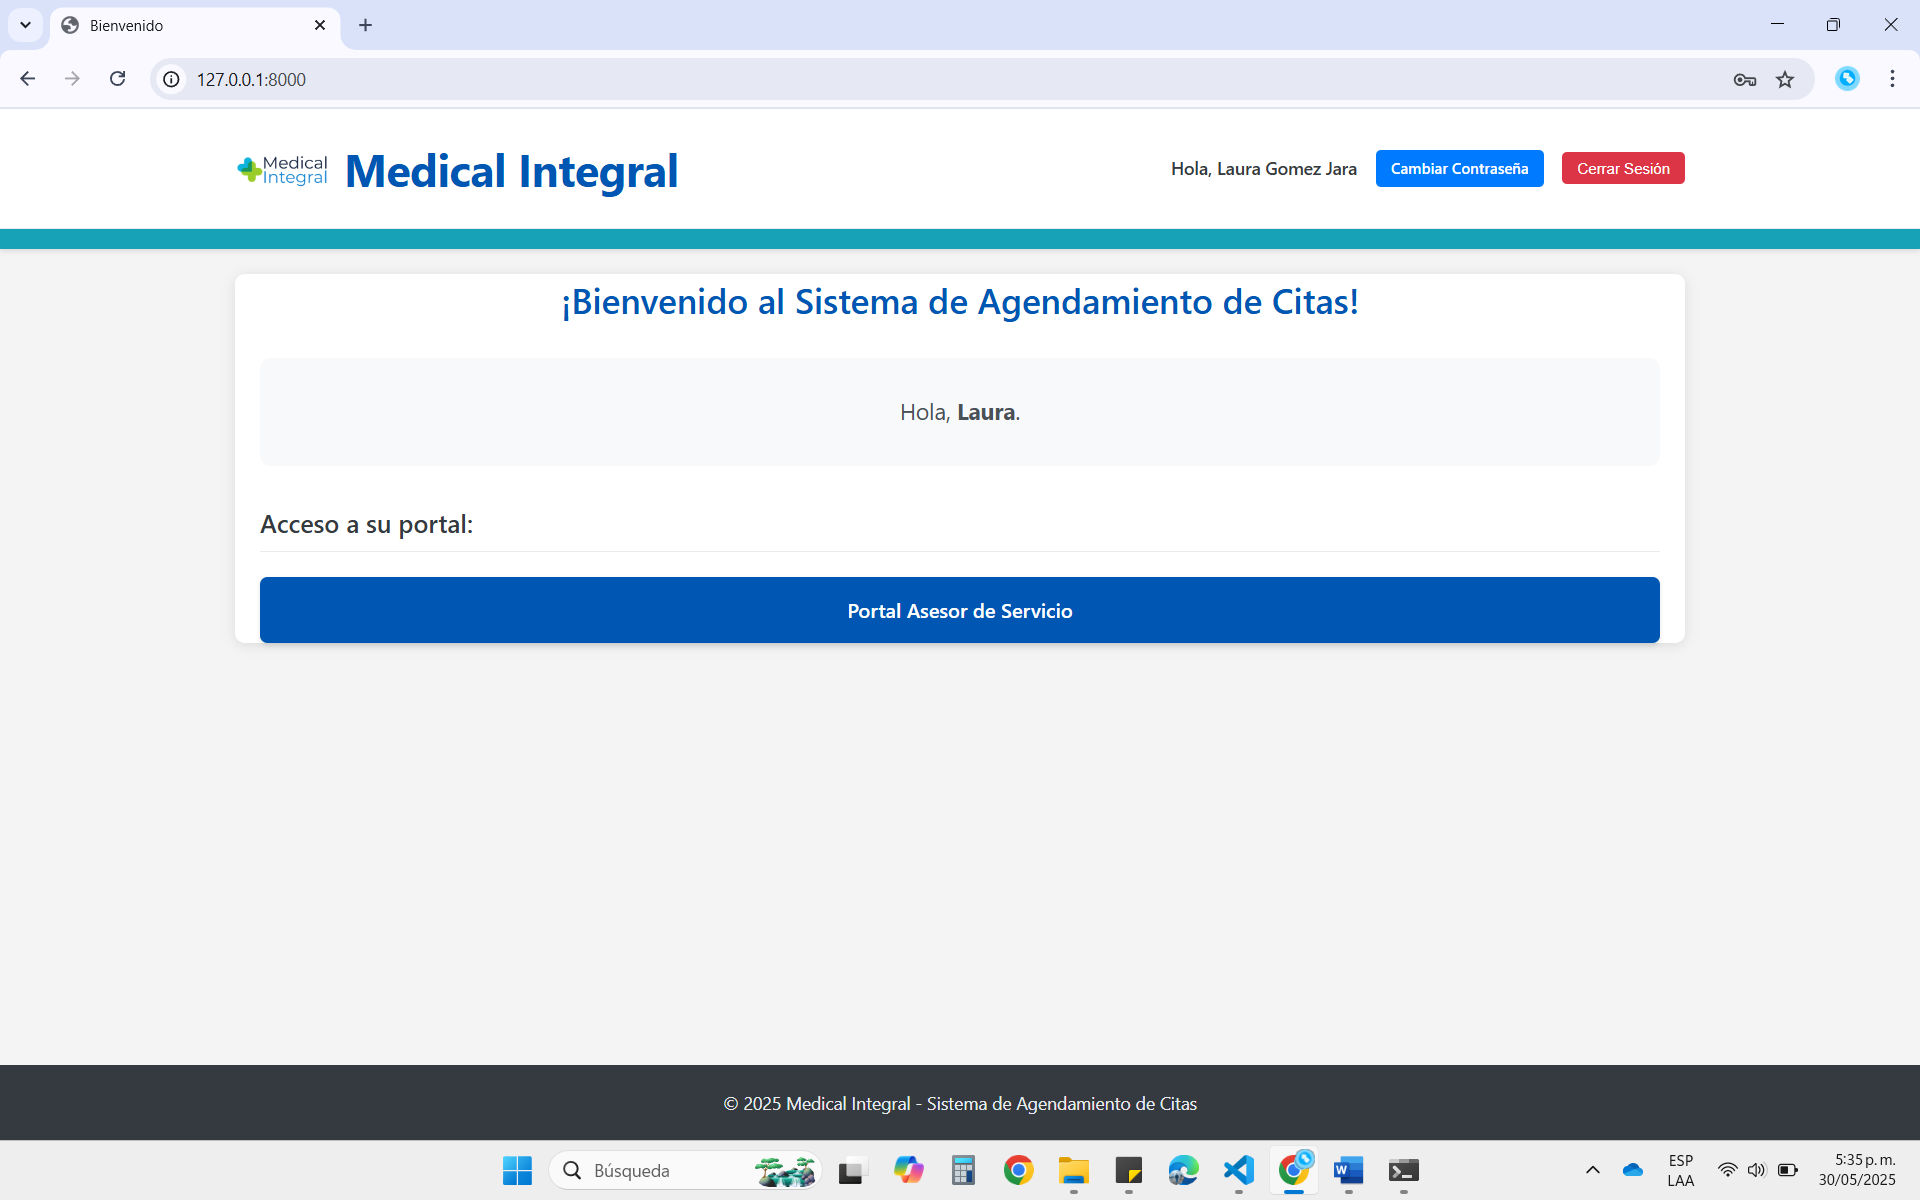 Bienvenido
127.0.0.1:8000
Medical
Integral
Medical Integral
Hola, Laura Gomez Jara
Cambiar Contraseña
Cerrar Sesión
¡Bienvenido al Sistema de Agendamiento de Citas!
Hola, Laura.
Acceso a su portal:
Portal Asesor de Servicio
© 2025 Medical Integral - Sistema de Agendamiento de Citas
Búsqueda
ESP
LAA
5:35 p. m.
30/05/2025